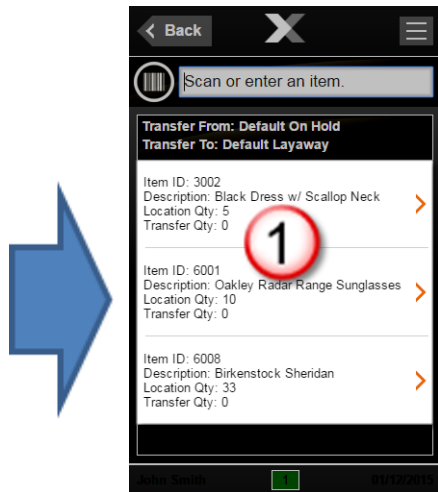 Back
Scan or enter an item.
Transfer From: Default On Hold
Transfer To: Default Layaway
Item ID: 3002
Description: Black Dress w/ Scallop Neck
Location Qty: 5
Transfer Qty: 0
1
Item ID: 6001
Description: Oakley Radar Range Sunglasses
Location Qty: 10
Transfer Qty: 0
Item ID: 6008
Description: Birkenstock Sheridan
Location Qty: 33
Transfer Qty: 0
John Smith 1 01/12/2015